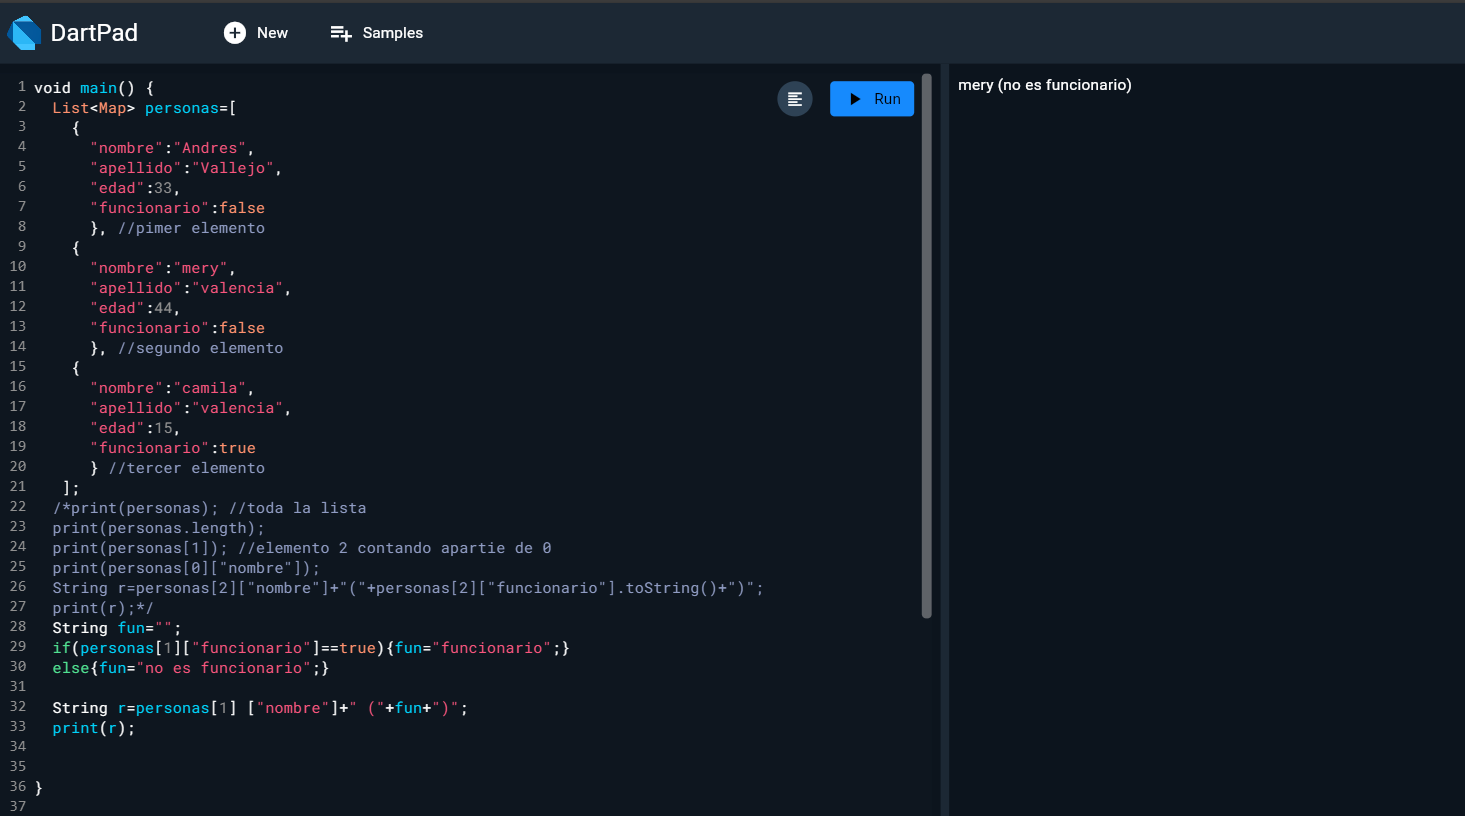 DartPad New Samples
1 void main() {
2   List<Map> personas=[
3     {
4       "nombre":"Andres",
5       "apellido":"Vallejo",
6       "edad":33,
7       "funcionario":false
8       }, //pimer elemento
9     {
10       "nombre":"mery",
11       "apellido":"valencia",
12       "edad":44,
13       "funcionario":false
14       }, //segundo elemento
15     {
16       "nombre":"camila",
17       "apellido":"valencia",
18       "edad":15,
19       "funcionario":true
20       } //tercer elemento
21    ];
22   /*print(personas); //toda la lista
23   print(personas.length);
24   print(personas[1]); //elemento 2 contando apartie de 0
25   print(personas[0]["nombre"]);
26   String r=personas[2]["nombre"]+"("+personas[2]["funcionario"].toString()+")";
27   print(r);*/
28   String fun="";
29   if(personas[1]["funcionario"]==true){fun="funcionario";}
30   else{fun="no es funcionario";}
31
32   String r=personas[1] ["nombre"]+" ("+fun+")";
33   print(r);
34
35
36 }
37
Run
mery (no es funcionario)